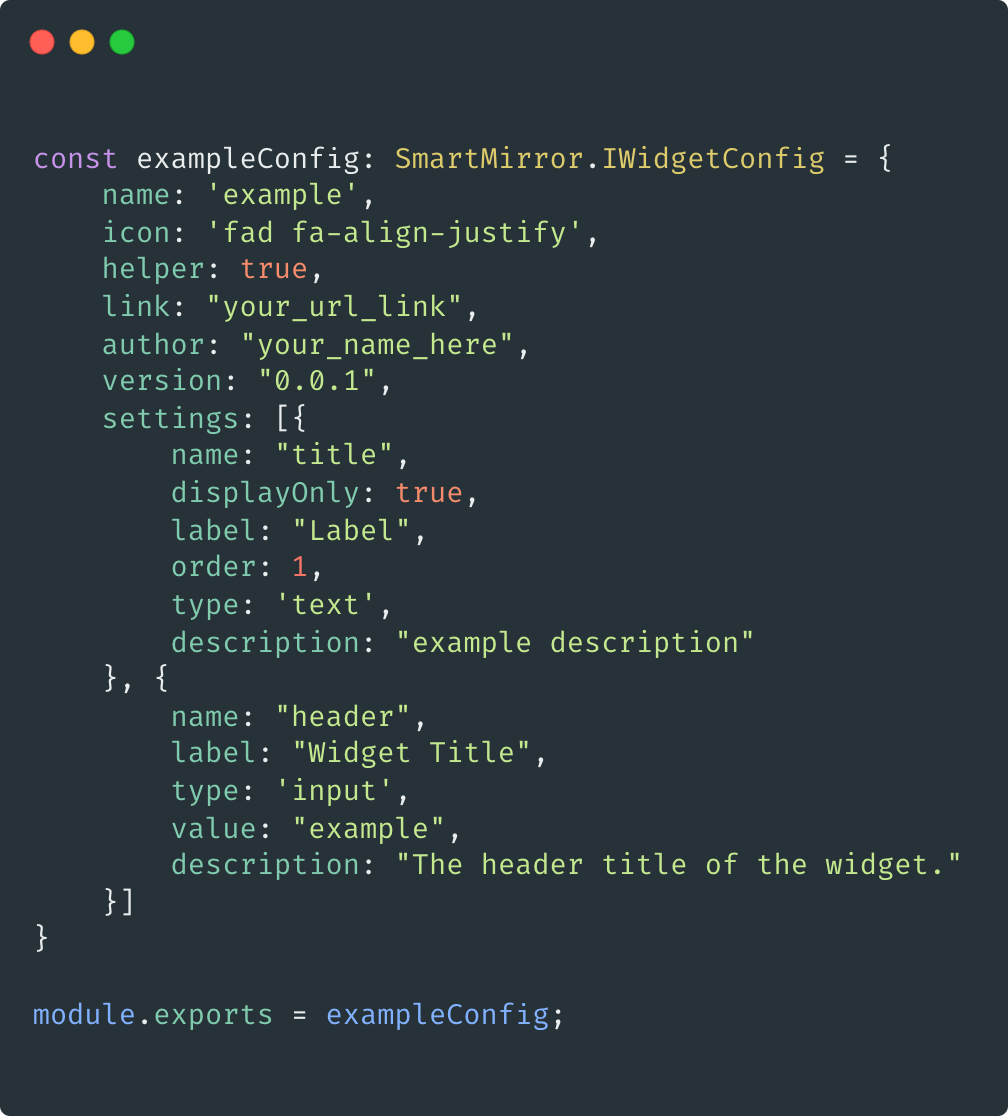 const exampleConfig: SmartMirror.IWidgetConfig = {
    name: 'example',
    icon: 'fad fa-align-justify',
    helper: true,
    link: "your_url_link",
    author: "your_name_here",
    version: "0.0.1",
    settings: [{
        name: "title",
        displayOnly: true,
        label: "Label",
        order: 1,
        type: 'text',
        description: "example description"
    }, {
        name: "header",
        label: "Widget Title",
        type: 'input',
        value: "example",
        description: "The header title of the widget."
    }]
}

module.exports = exampleConfig;